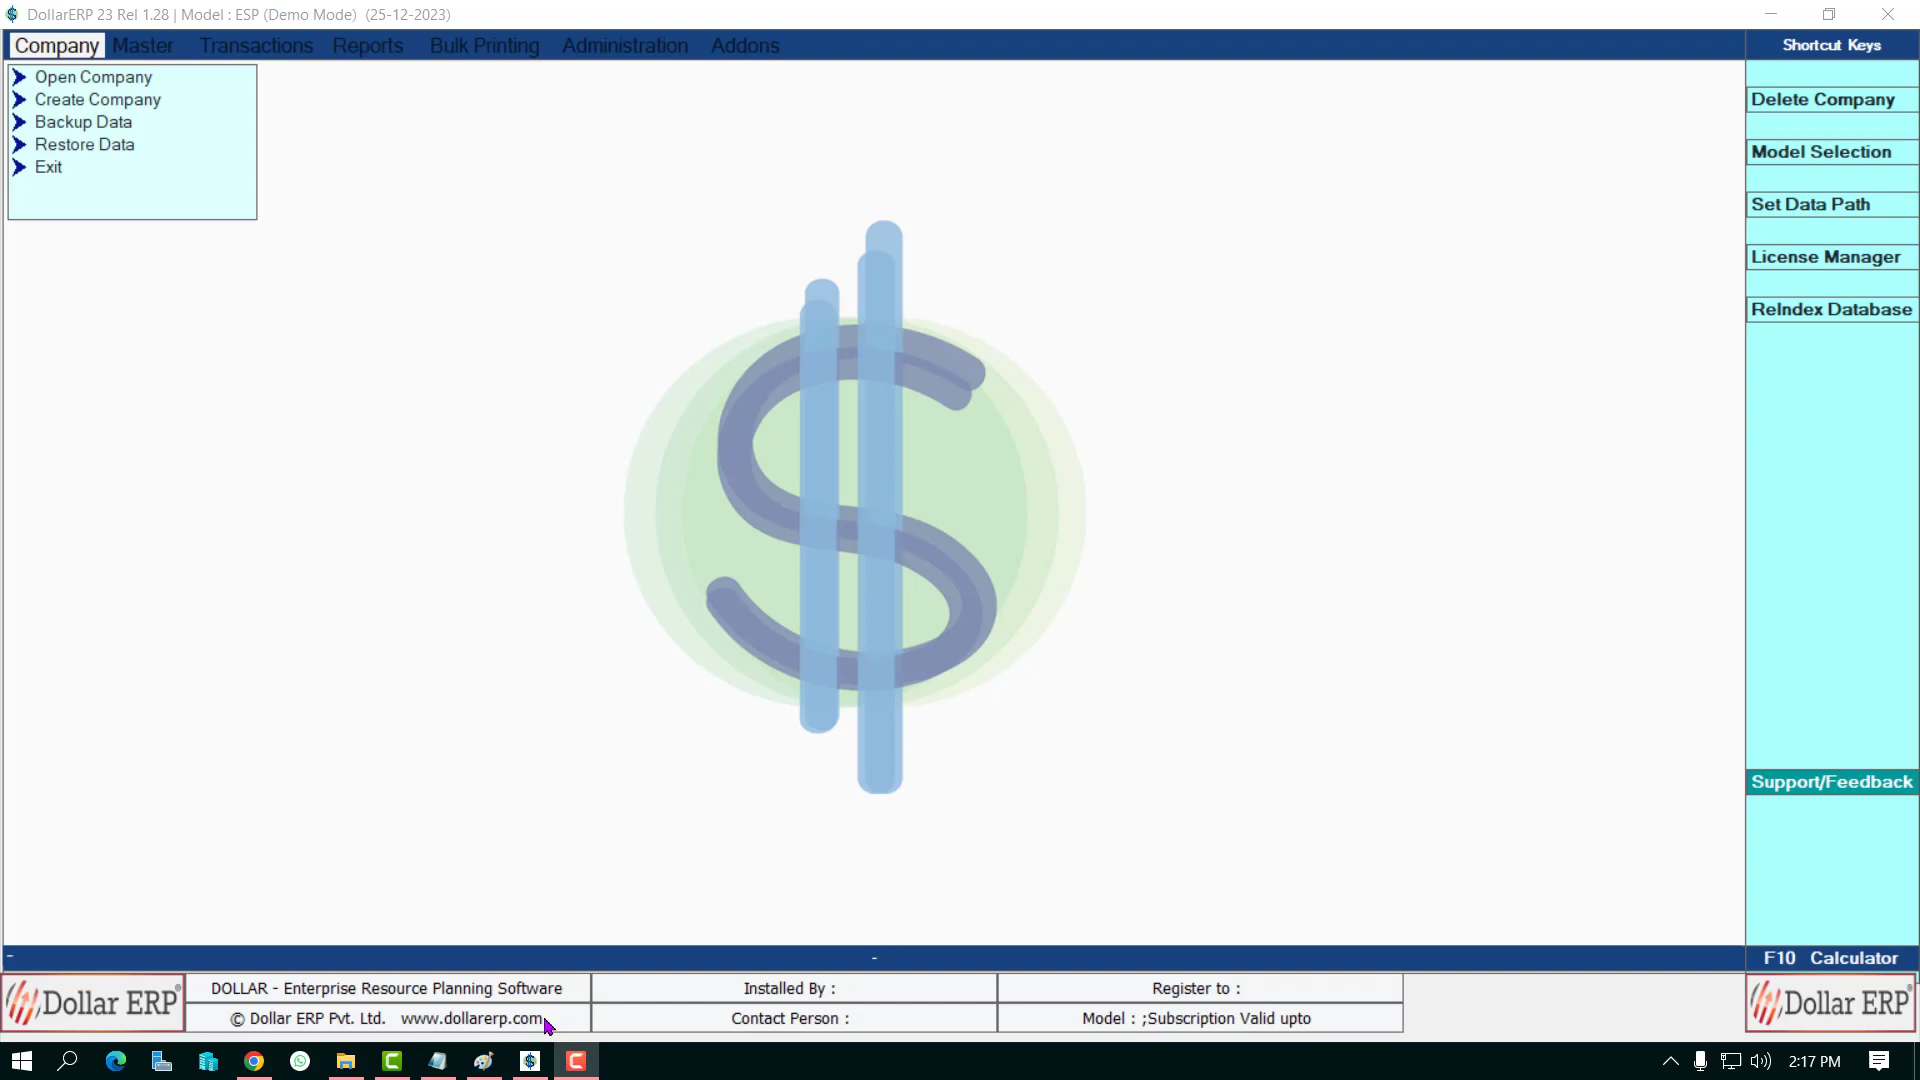 DollarERP 23 Rel 1.28 | Model : ESP (Demo Mode) (25-12-2023)
Company Master Transactions Reports Bulk Printing Administration Addons
Shortcut Keys
Open Company
Create Company
Backup Data
Restore Data
Exit
Delete Company
Model Selection
Set Data Path
License Manager
ReIndex Database
Support/Feedback
- -
F10 Calculator
Dollar ERP®
DOLLAR - Enterprise Resource Planning Software
Installed By :
Register to :
© Dollar ERP Pvt. Ltd. www.dollarerp.com
Contact Person :
Model : ;Subscription Valid upto
Dollar ERP®
2:17 PM